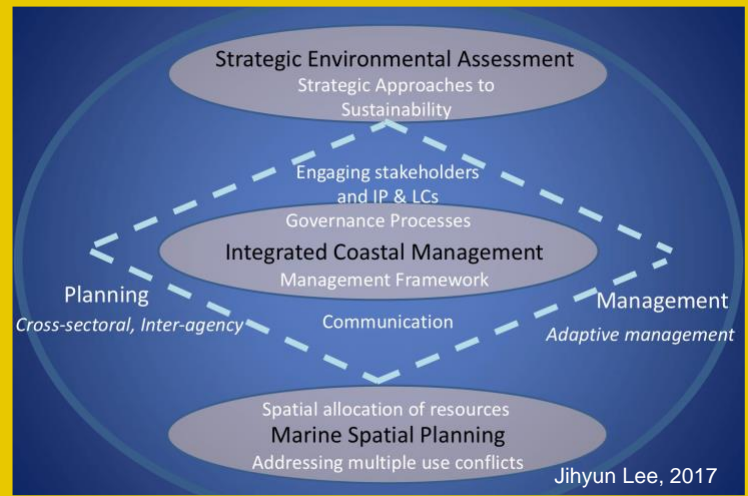 Strategic Environmental Assessment
Strategic Approaches to
Sustainability
Engaging stakeholders
and IP & LCs
Governance Processes
Integrated Coastal Management
Management Framework
Planning
Cross-sectoral, Inter-agency
Communication
Management
Adaptive management
Spatial allocation of resources
Marine Spatial Planning
Addressing multiple use conflicts
Jihyun Lee, 2017